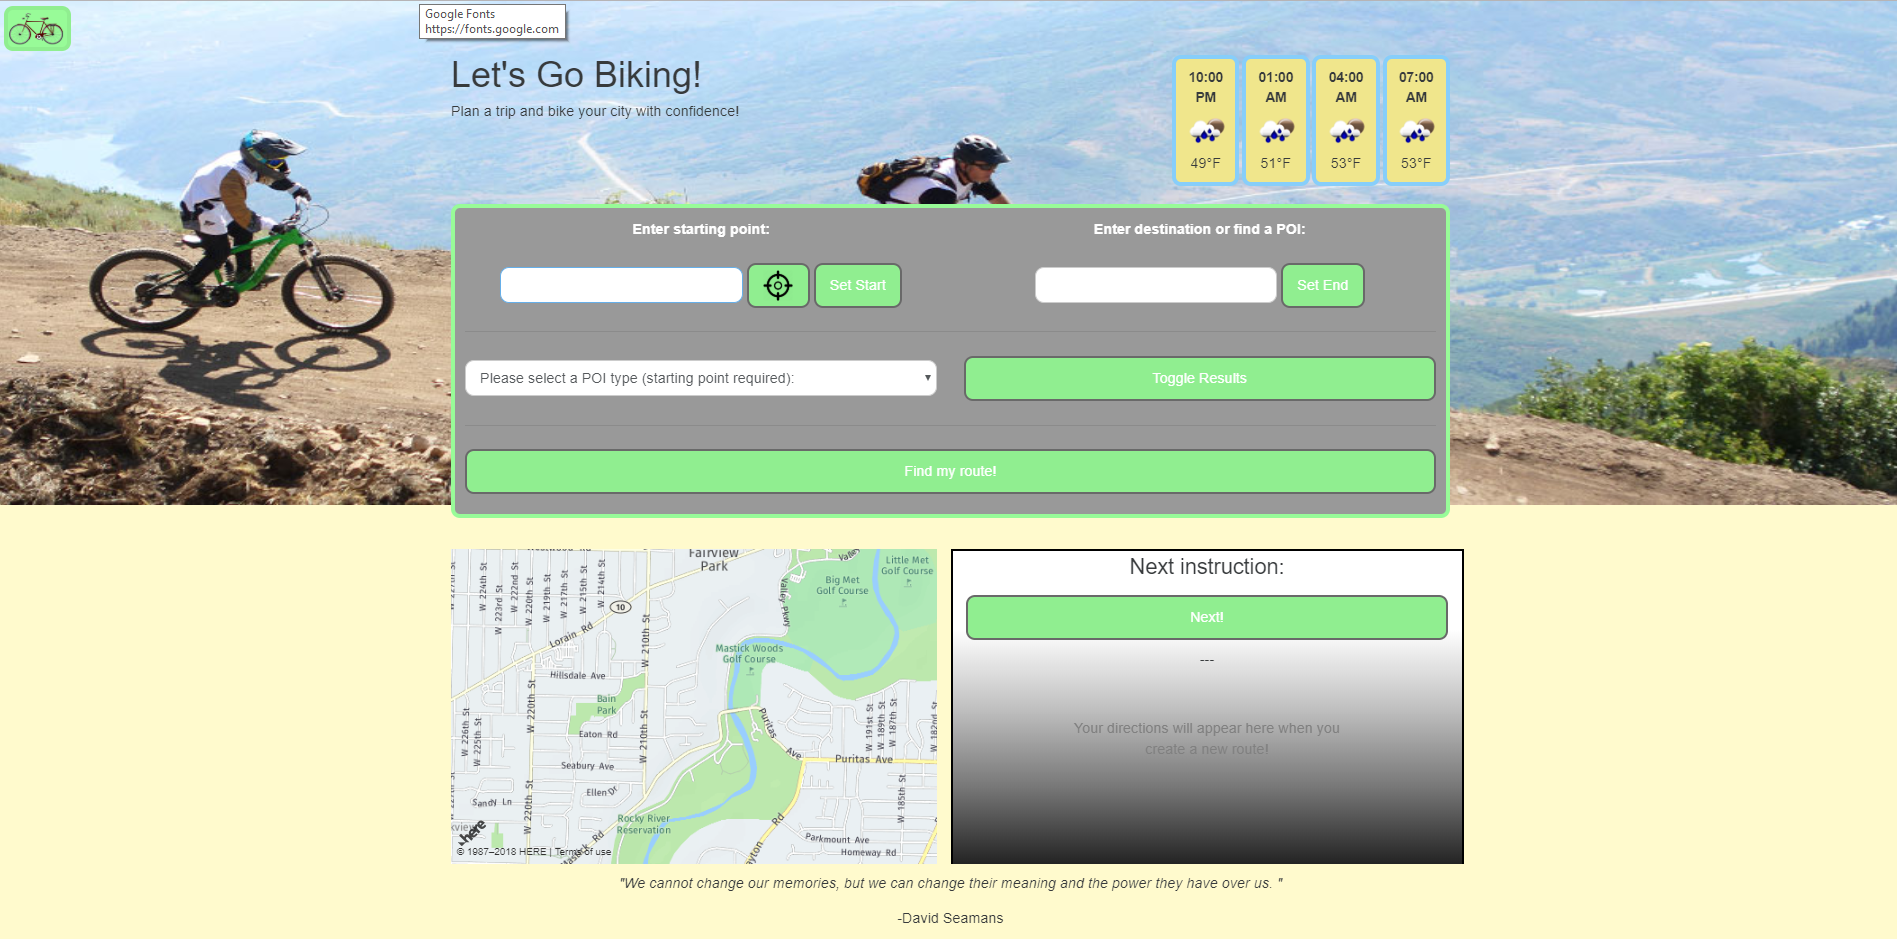 Google Fonts
https://fonts.google.com
Let's Go Biking!
Plan a trip and bike your city with confidence!
10:00 PM
49°F
01:00 AM
51°F
04:00 AM
53°F
07:00 AM
53°F
Enter starting point:
Set Start
Enter destination or find a POI:
Set End
Please select a POI type (starting point required):
Toggle Results
Find my route!
Fairview
Park
Valley
Little Met
Golf Course
Big Met
Golf Course
Valley Pkwy
W 224th St
W 223rd St
W 222nd St
W 220th St
W 219th St
W 217th St
W 215th St
W 214th St
10
Lorain Rd
W 210th St
Mastick Woods
Golf Course
Hillsdale Ave
Bain
Park
W 220th St
W 226th St
W 225th St
Eaton Rd
W 210th St
Puritas Ave
W 191st St
W 189th St
W 187th St
W 182nd St
Puritas Ave
Seabury Ave
Ellen Dr
Sandy Ln
W 220th St
W 185th St
Rocky River
Reservation
Parkmount Ave
Homeway Rd
Mastick Rd
here
© 1987–2018 HERE | Terms of use
Next instruction:
Next!
---
Your directions will appear here when you
create a new route!
"We cannot change our memories, but we can change their meaning and the power they have over us. "
-David Seamans